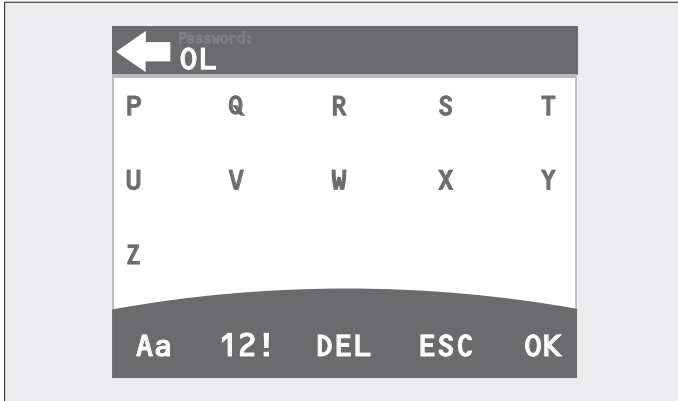 Password:
OL
P Q R S T
U V W X Y
Z
Aa 12! DEL ESC OK